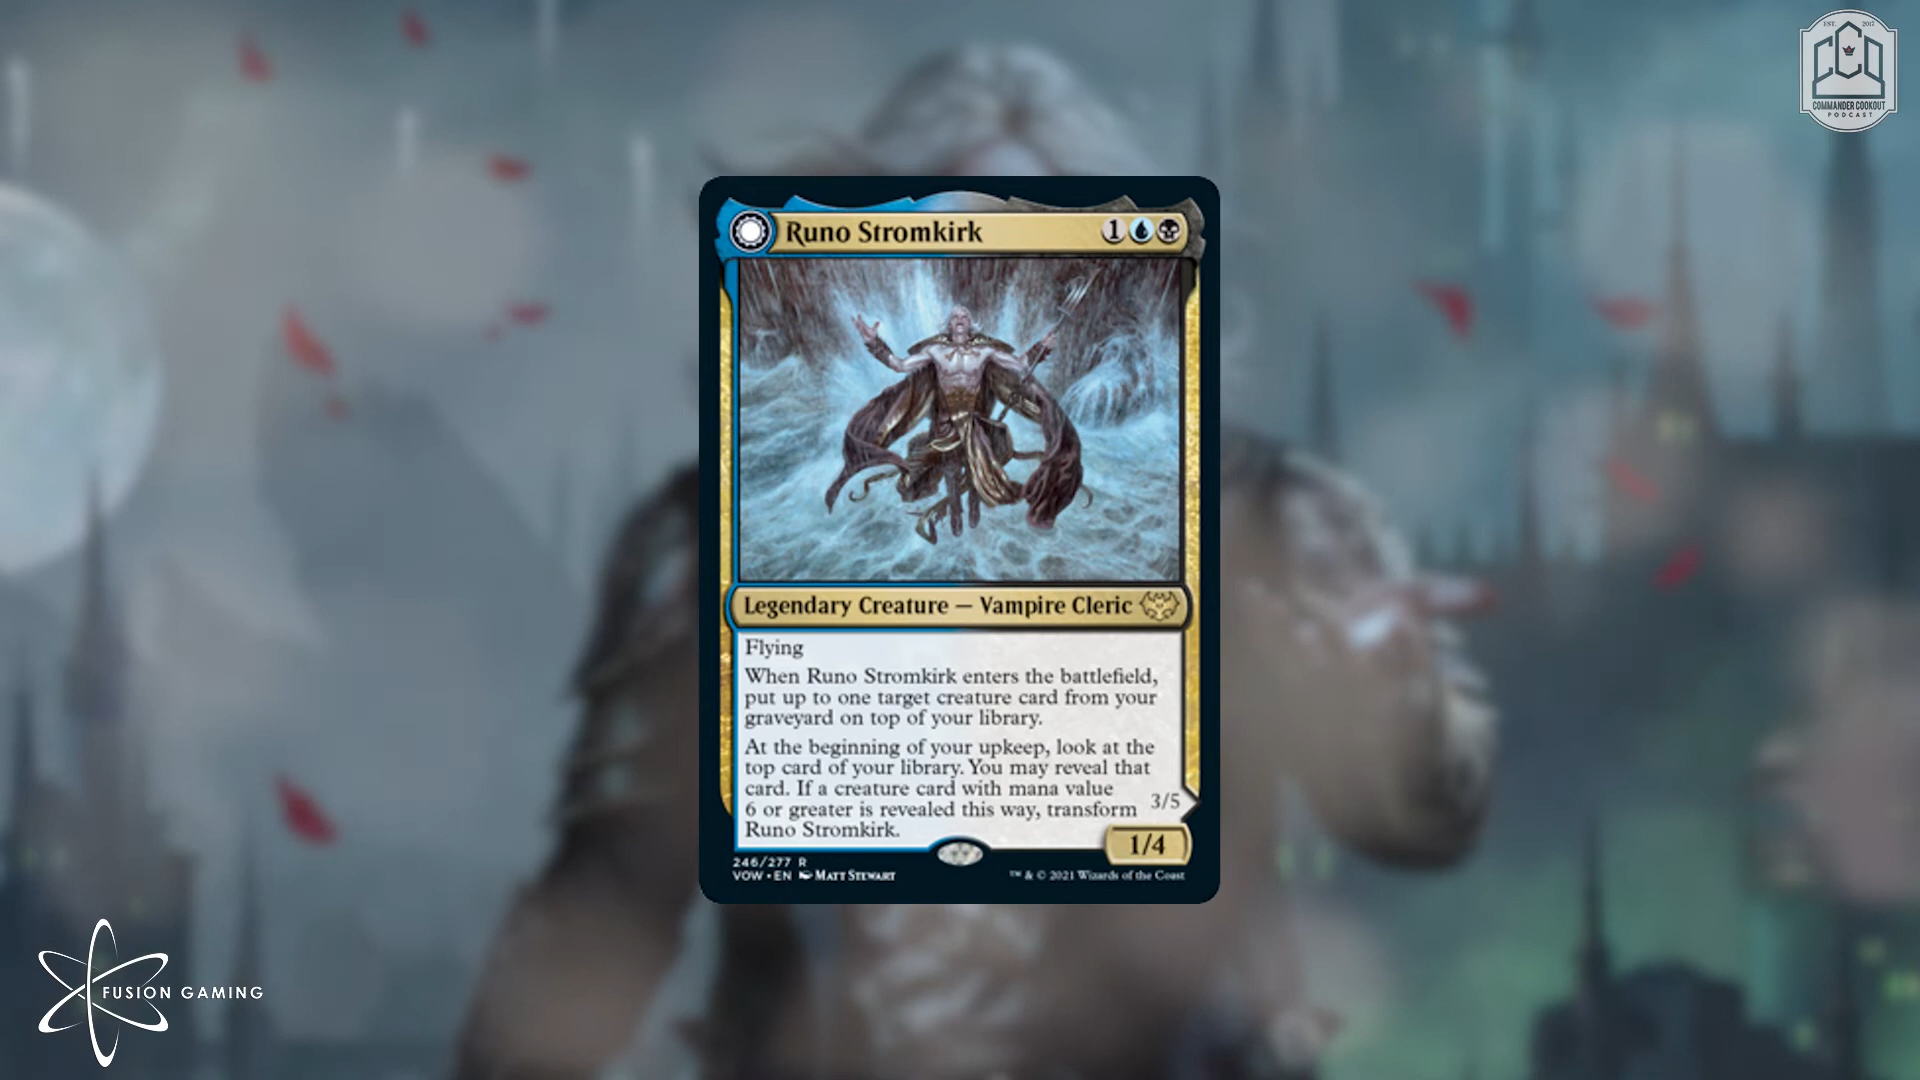 EST. 2017
CCO
COMMANDER COOKOUT
PODCAST
Runo Stromkirk 1
Legendary Creature — Vampire Cleric
Flying
When Runo Stromkirk enters the battlefield,
put up to one target creature card from your
graveyard on top of your library.
At the beginning of your upkeep, look at the
top card of your library. You may reveal that
card. If a creature card with mana value
6 or greater is revealed this way, transform
Runo Stromkirk.
3/5
1/4
246/277 R
VOW • EN Matt Stewart
™ & © 2021 Wizards of the Coast
FUSION GAMING